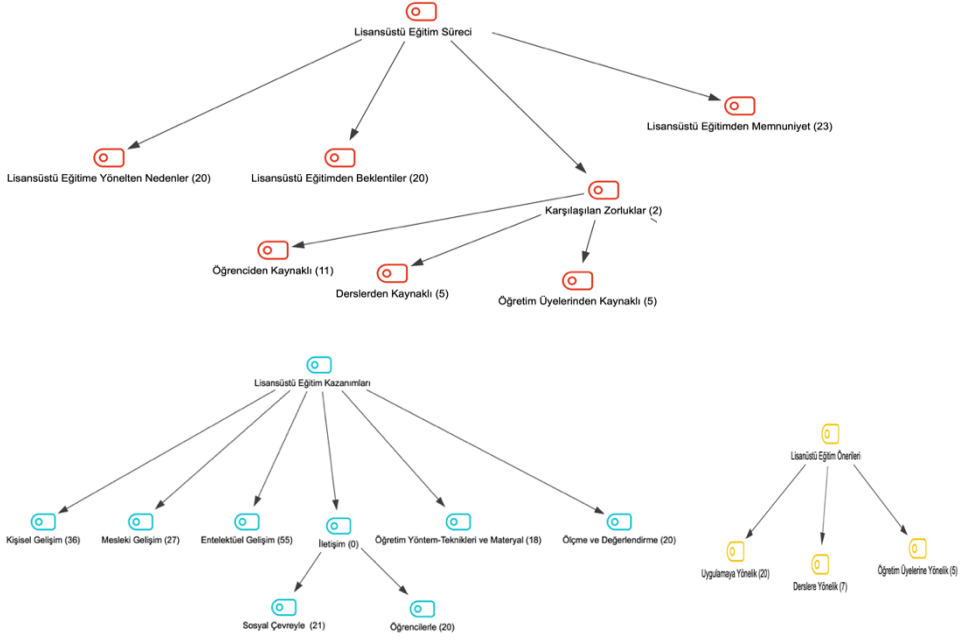 Lisansüstü Eğitim Süreci
Lisansüstü Eğitimden Memnuniyet (23)
Lisansüstü Eğitime Yönelten Nedenler (20)
Lisansüstü Eğitimden Beklentiler (20)
Karşılaşılan Zorluklar (2)
Öğrenciden Kaynaklı (11)
Derslerden Kaynaklı (5)
Öğretim Üyelerinden Kaynaklı (5)
Lisansüstü Eğitim Kazanımları
Kişisel Gelişim (36)
Mesleki Gelişim (27)
Entelektüel Gelişim (55)
İletişim (0)
Öğretim Yöntem-Teknikleri ve Materyal (18)
Ölçme ve Değerlendirme (20)
Sosyal Çevreyle (21)
Öğrencilerle (20)
Lisanüstü Eğitim Önerileri
Uygulamaya Yönelik (20)
Derslere Yönelik (7)
Öğretim Üyelerine Yönelik (5)